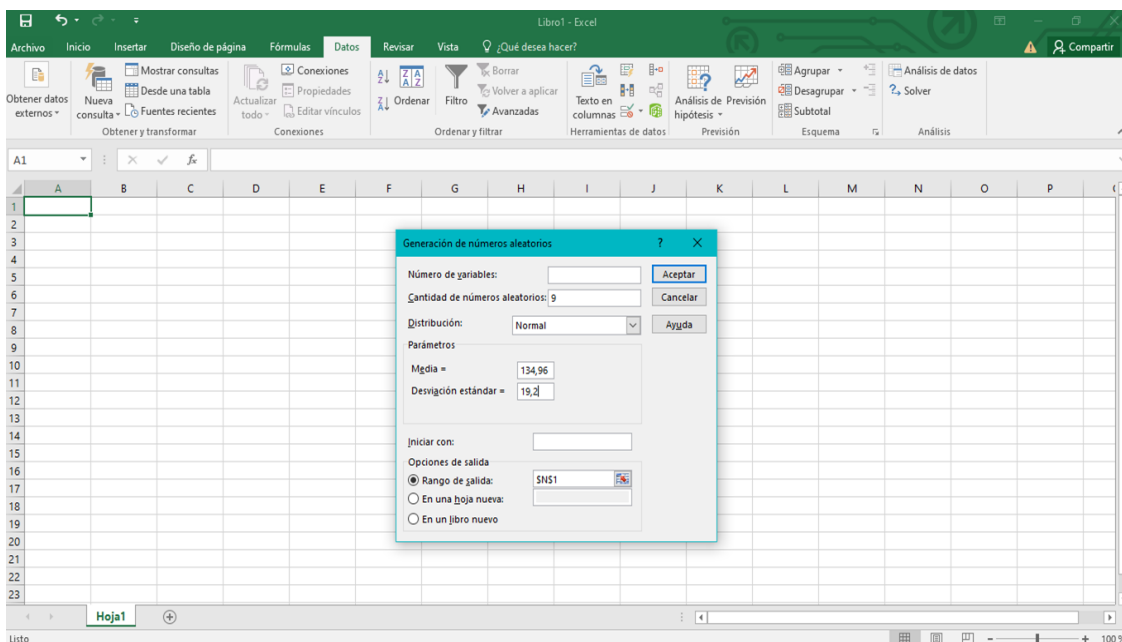 Libro1 - Excel
Archivo Inicio Insertar Diseño de página Fórmulas Datos Revisar Vista ¿Qué desea hacer? Compartir
Obtener datos externos
Nueva consulta
Mostrar consultas
Desde una tabla
Fuentes recientes
Obtener y transformar
Actualizar todo
Conexiones
Propiedades
Editar vínculos
Conexiones
Ordenar
Filtro
Borrar
Volver a aplicar
Avanzadas
Ordenar y filtrar
Texto en columnas
Herramientas de datos
Análisis de hipótesis
Previsión
Previsión
Agrupar
Desagrupar
Subtotal
Esquema
Análisis de datos
Solver
Análisis
A1 fx
A B C D E F G H I J K L M N O P
1
2
3
4
5
6
7
8
9
10
11
12
13
14
15
16
17
18
19
20
21
22
23
Generación de números aleatorios ? X
Número de variables: Aceptar
Cantidad de números aleatorios: 9 Cancelar
Distribución: Normal Ayuda
Parámetros
Media = 134,96
Desviación estándar = 19,2
Iniciar con:
Opciones de salida
Rango de salida: $N$1
En una hoja nueva:
En un libro nuevo
Hoja1
Listo 100 %